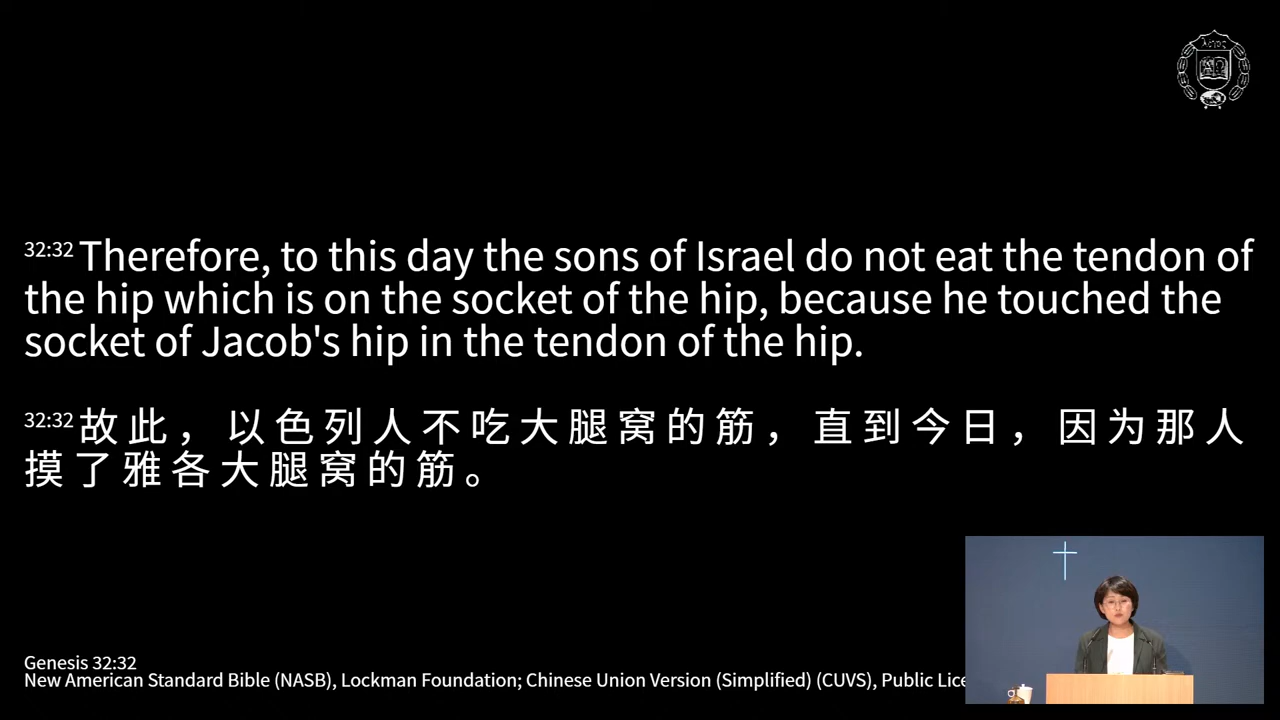 λόγος
32:32 Therefore, to this day the sons of Israel do not eat the tendon of
the hip which is on the socket of the hip, because he touched the
socket of Jacob's hip in the tendon of the hip.
32:32 故此，以色列人不吃大腿窝的筋，直到今日，因为那人
摸了雅各大腿窝的筋。
Genesis 32:32
New American Standard Bible (NASB), Lockman Foundation; Chinese Union Version (Simplified) (CUVS), Public Lice